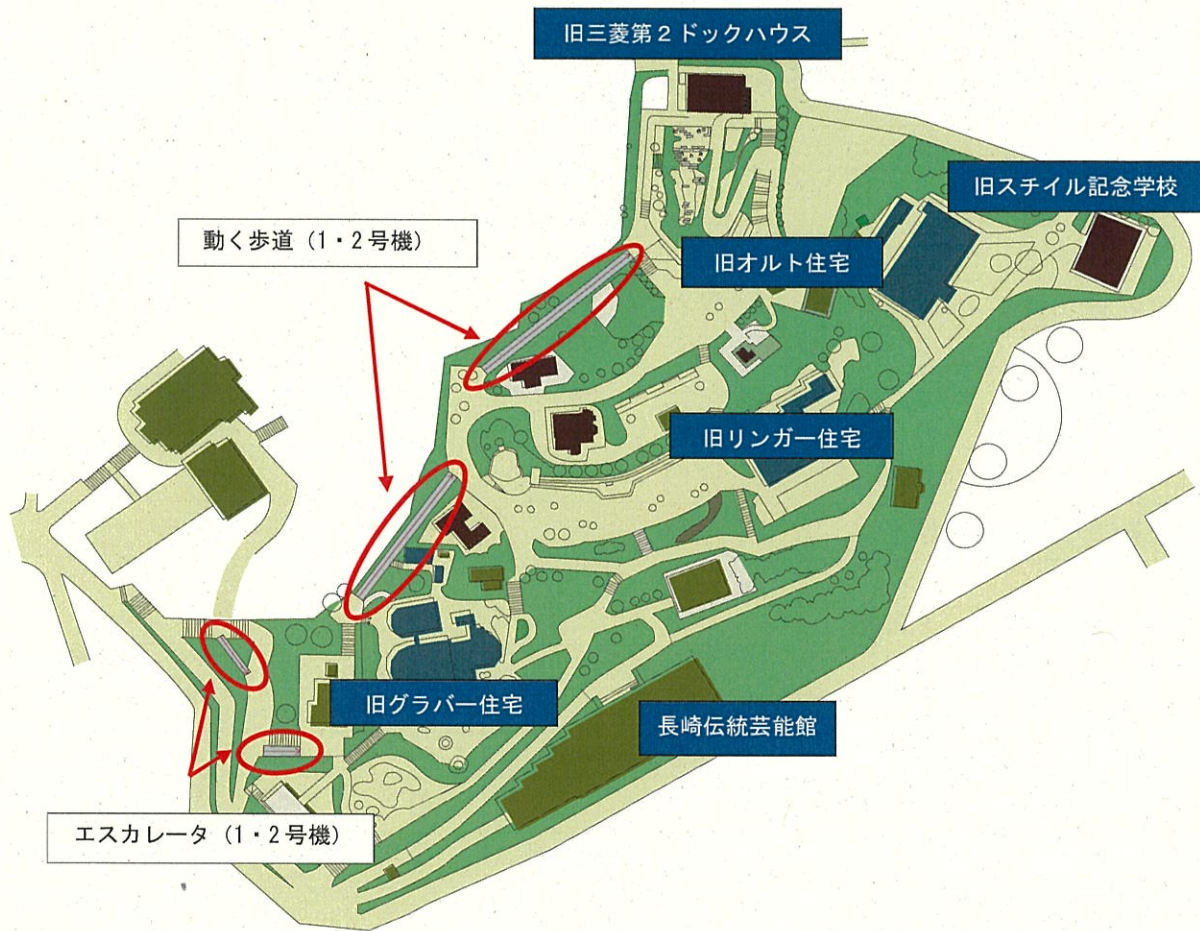 旧三菱第２ドックハウス
旧スチイル記念学校
動く歩道（1・2号機）
旧オルト住宅
旧リンガー住宅
旧グラバー住宅
長崎伝統芸能館
エスカレータ（1・2号機）